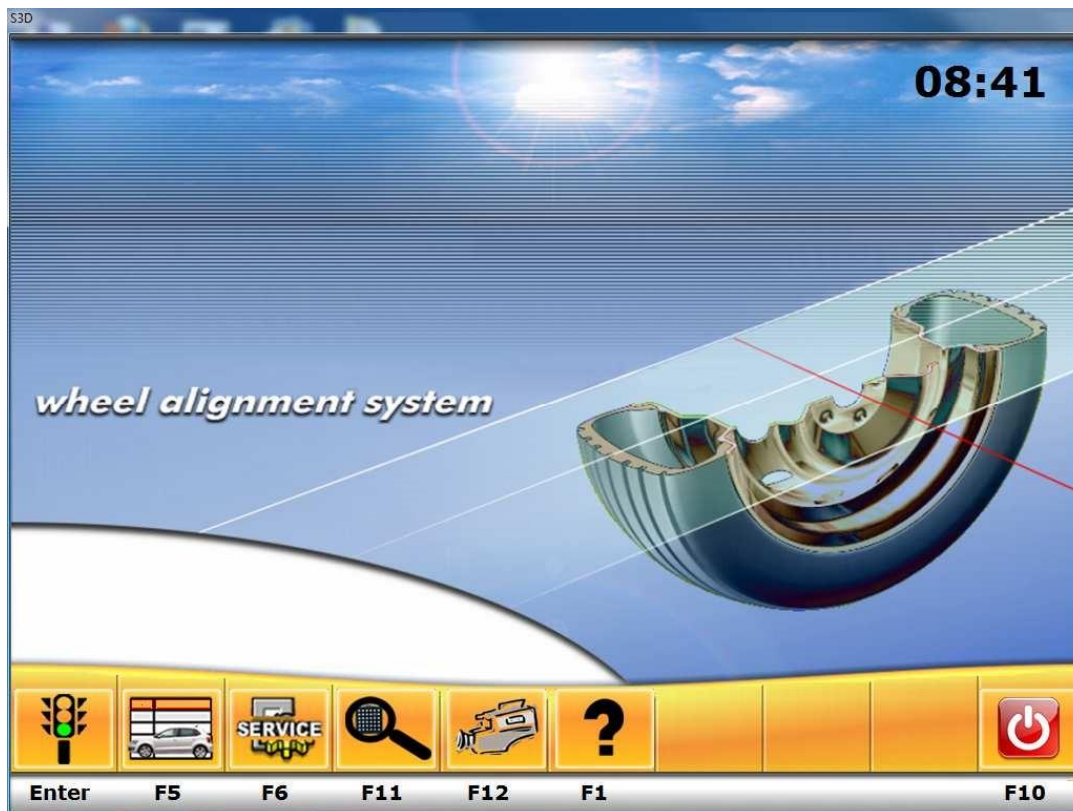 S3D
08:41
wheel alignment system
SERVICE
?
Enter F5 F6 F11 F12 F1 F10